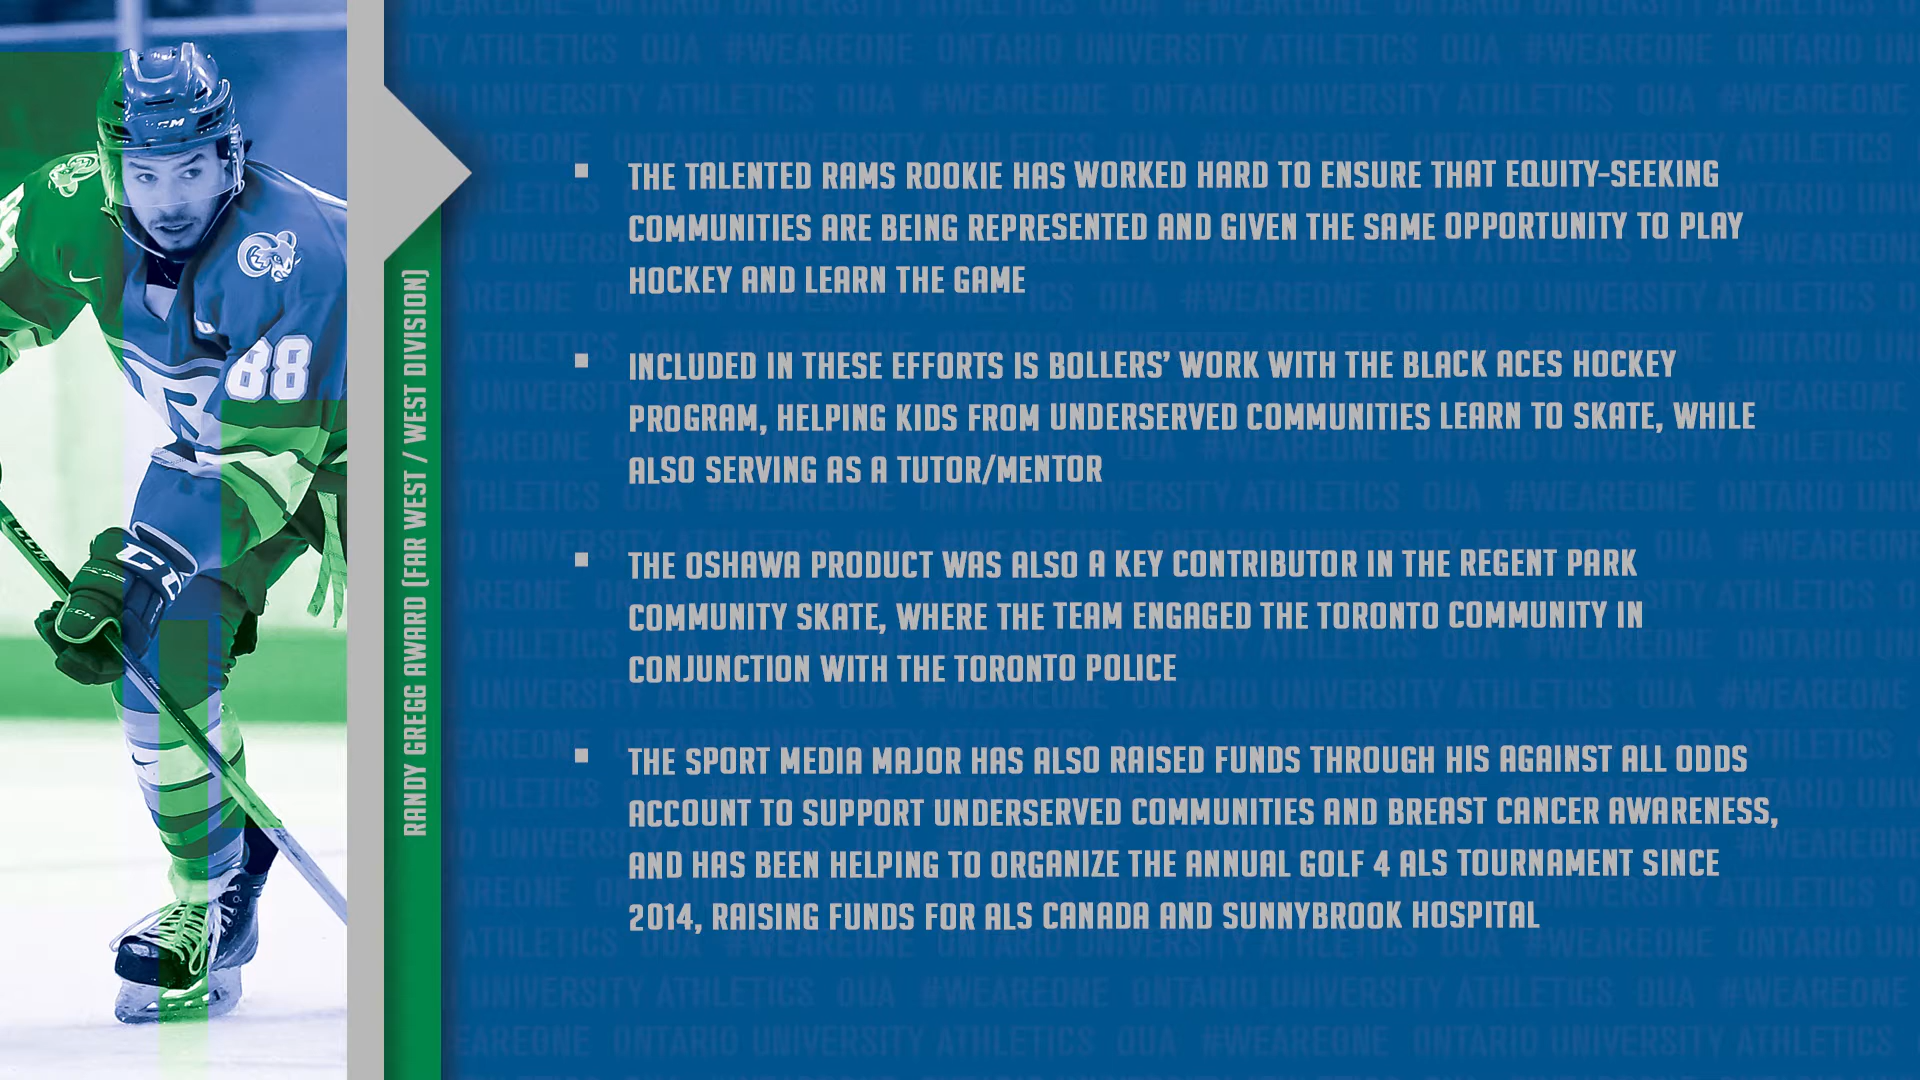 THE TALENTED RAMS ROOKIE HAS WORKED HARD TO ENSURE THAT EQUITY-SEEKING
COMMUNITIES ARE BEING REPRESENTED AND GIVEN THE SAME OPPORTUNITY TO PLAY
HOCKEY AND LEARN THE GAME
INCLUDED IN THESE EFFORTS IS BOLLERS' WORK WITH THE BLACK ACES HOCKEY
PROGRAM, HELPING KIDS FROM UNDERSERVED COMMUNITIES LEARN TO SKATE, WHILE
ALSO SERVING AS A TUTOR/MENTOR
THE OSHAWA PRODUCT WAS ALSO A KEY CONTRIBUTOR IN THE REGENT PARK
COMMUNITY SKATE, WHERE THE TEAM ENGAGED THE TORONTO COMMUNITY IN
CONJUNCTION WITH THE TORONTO POLICE
THE SPORT MEDIA MAJOR HAS ALSO RAISED FUNDS THROUGH HIS AGAINST ALL ODDS
ACCOUNT TO SUPPORT UNDERSERVED COMMUNITIES AND BREAST CANCER AWARENESS,
AND HAS BEEN HELPING TO ORGANIZE THE ANNUAL GOLF 4 ALS TOURNAMENT SINCE
2014, RAISING FUNDS FOR ALS CANADA AND SUNNYBROOK HOSPITAL
RANDY GREGG AWARD (FAR WEST / WEST DIVISION)
88
CCM
CCM